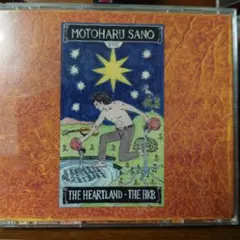 MOTOHARU SANO
THE HEARTLAND · THE HKB